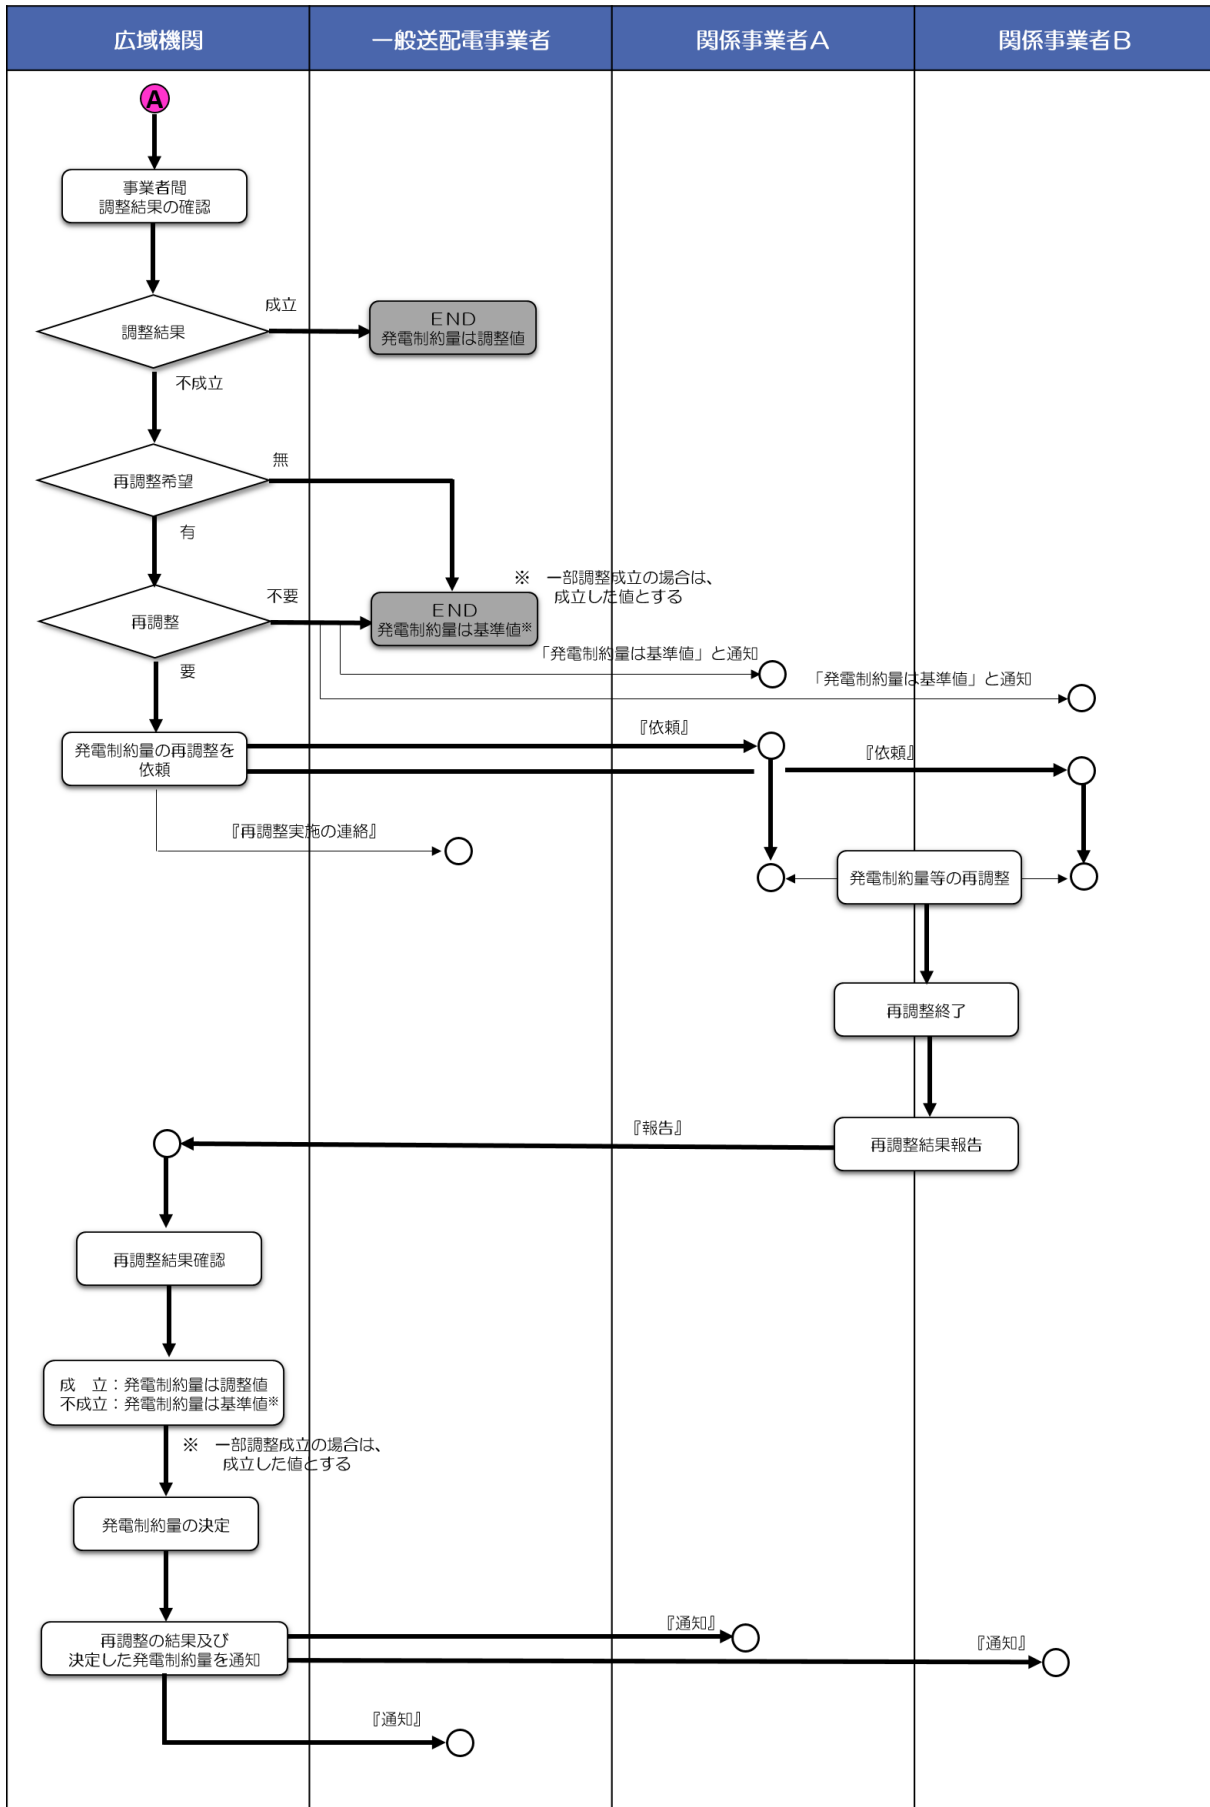 広域機関
一般送配電事業者
関係事業者A
関係事業者B
A
事業者間
調整結果の確認
調整結果
成立
END
発電制約量は調整値
不成立
再調整希望
無
有
再調整
不要
END
発電制約量は基準値※
※　一部調整成立の場合は、
成立した値とする
「発電制約量は基準値」と通知
「発電制約量は基準値」と通知
要
発電制約量の再調整を
依頼
『依頼』
『依頼』
『再調整実施の連絡』
発電制約量等の再調整
再調整終了
再調整結果報告
『報告』
再調整結果確認
成　立：発電制約量は調整値
不成立：発電制約量は基準値※
※　一部調整成立の場合は、
成立した値とする
発電制約量の決定
再調整の結果及び
決定した発電制約量を通知
『通知』
『通知』
『通知』